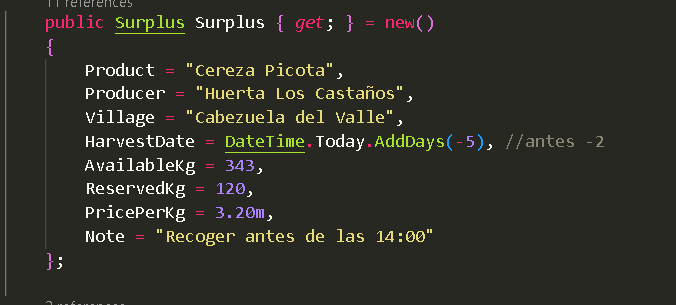 11 references
public Surplus Surplus { get; } = new()
{
Product = "Cereza Picota",
Producer = "Huerta Los Castaños",
Village = "Cabezuela del Valle",
HarvestDate = DateTime.Today.AddDays(-5), //antes -2
AvailableKg = 343,
ReservedKg = 120,
PricePerKg = 3.20m,
Note = "Recoger antes de las 14:00"
};
references